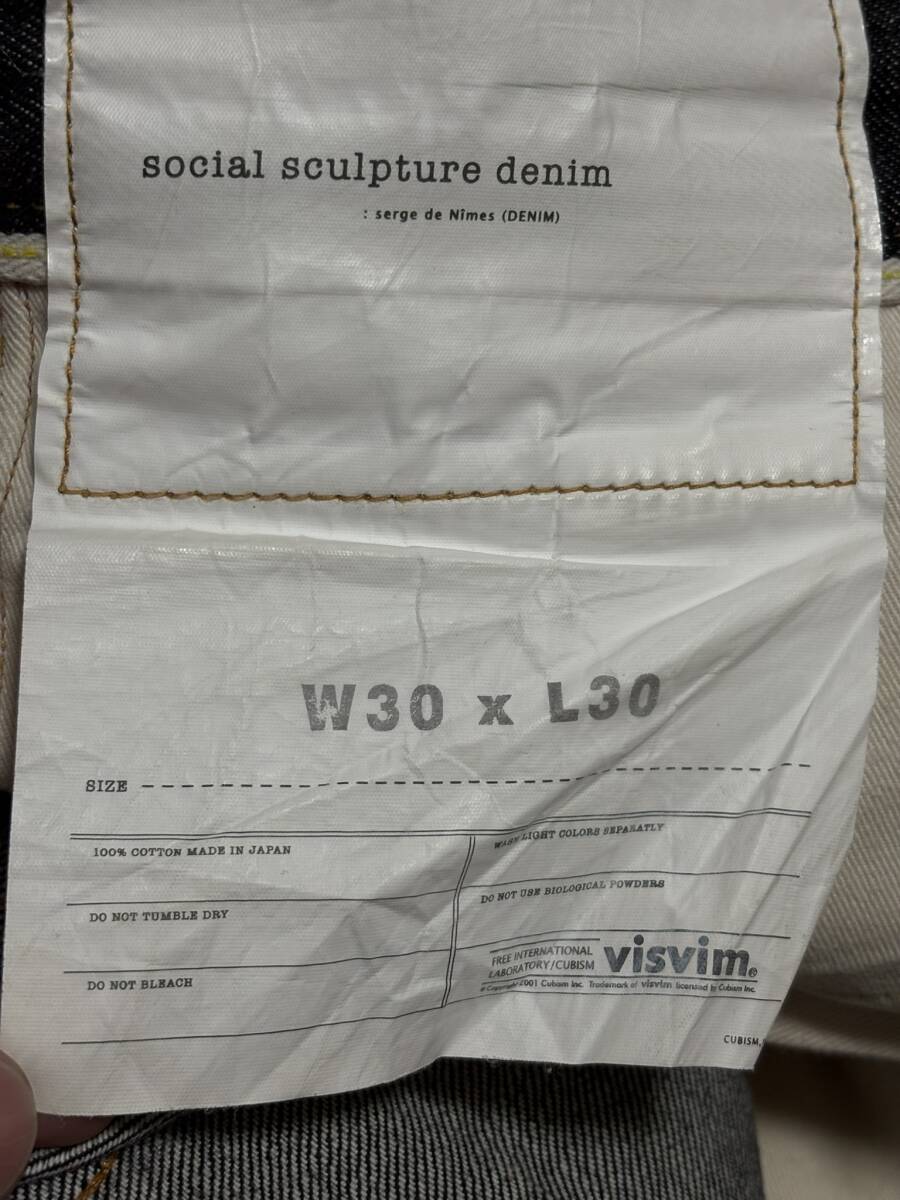 social sculpture denim
: serge de Nîmes (DENIM)
W30 x L30
SIZE
100% COTTON MADE IN JAPAN
DO NOT TUMBLE DRY
DO NOT BLEACH
WASH LIGHT COLORS SEPARATLY
DO NOT USE BIOLOGICAL POWDERS
FREE INTERNATIONAL
LABORATORY/CUBISM
visvim®
© Copyright 2001 Cubism Inc. Trademark of visvim licensed by Cubism Inc.
CUBISM,